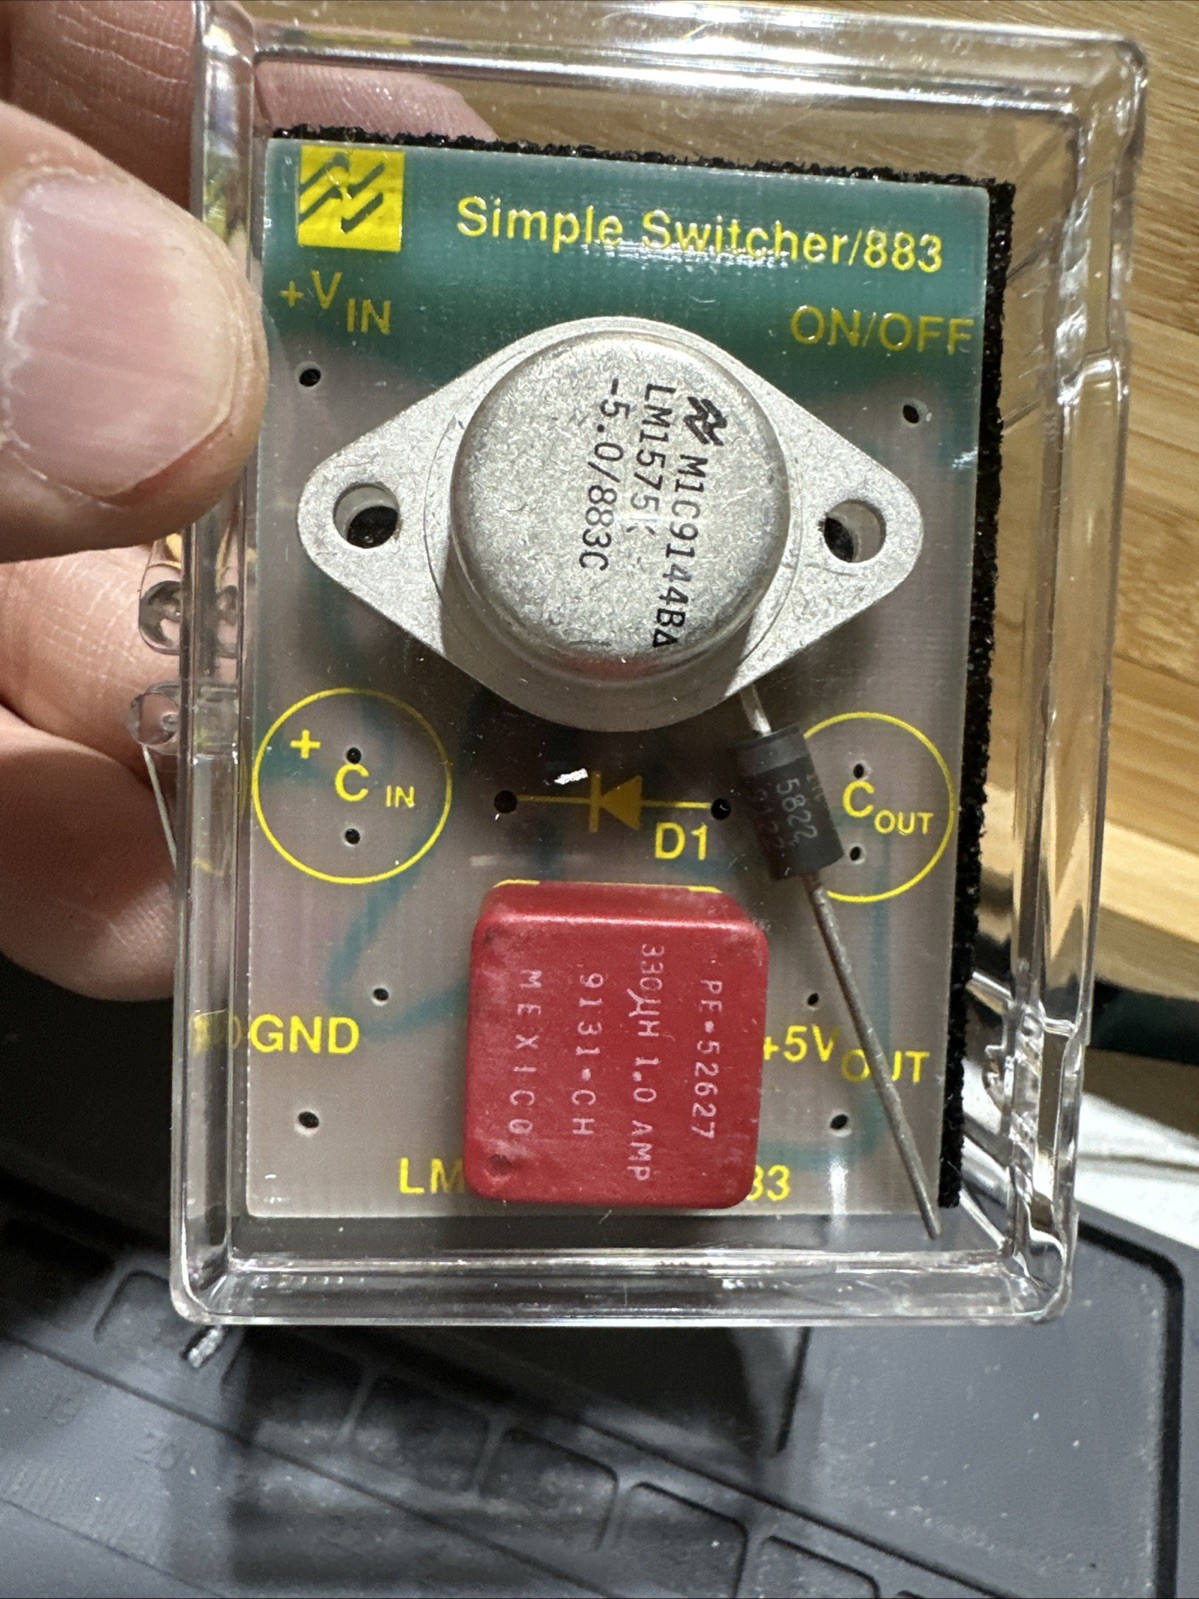 Simple Switcher/883
+VIN
ON/OFF
M1C9144BA
LM1575K
-5.0/883C
+
CIN
D1
5822
COUT
GND
+5VOUT
PE-52627
330µH 1.0 AMP
9131-CH
MEXICO